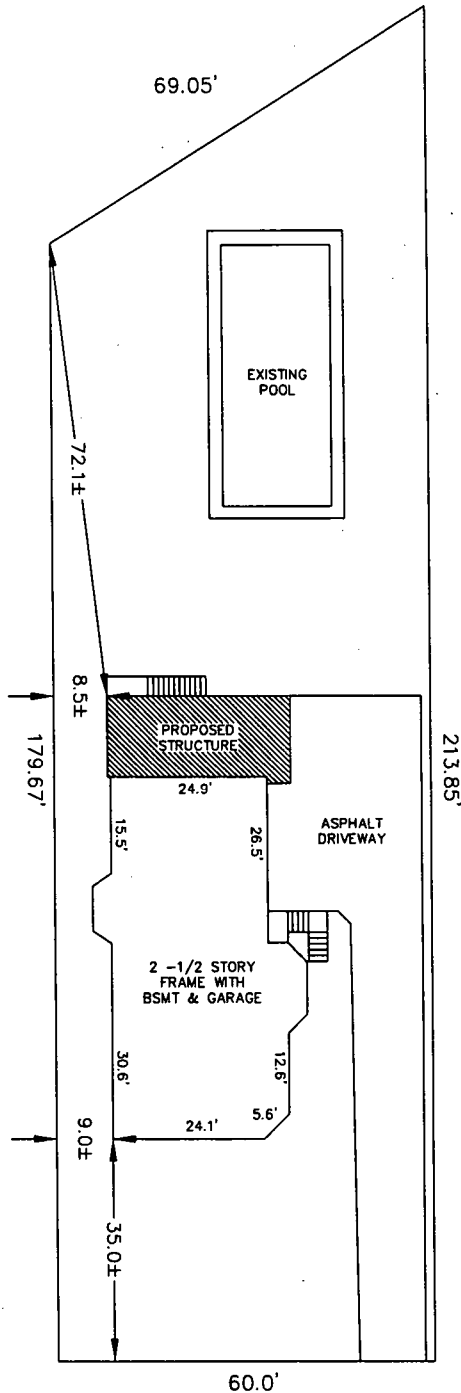 69.05'
EXISTING
POOL
72.1±
8.5±
PROPOSED
STRUCTURE
179.67'
213.85'
24.9'
15.5'
26.5'
ASPHALT
DRIVEWAY
2 -1/2 STORY
FRAME WITH
BSMT & GARAGE
30.6'
12.6'
5.6'
9.0±
24.1'
35.0±
60.0'